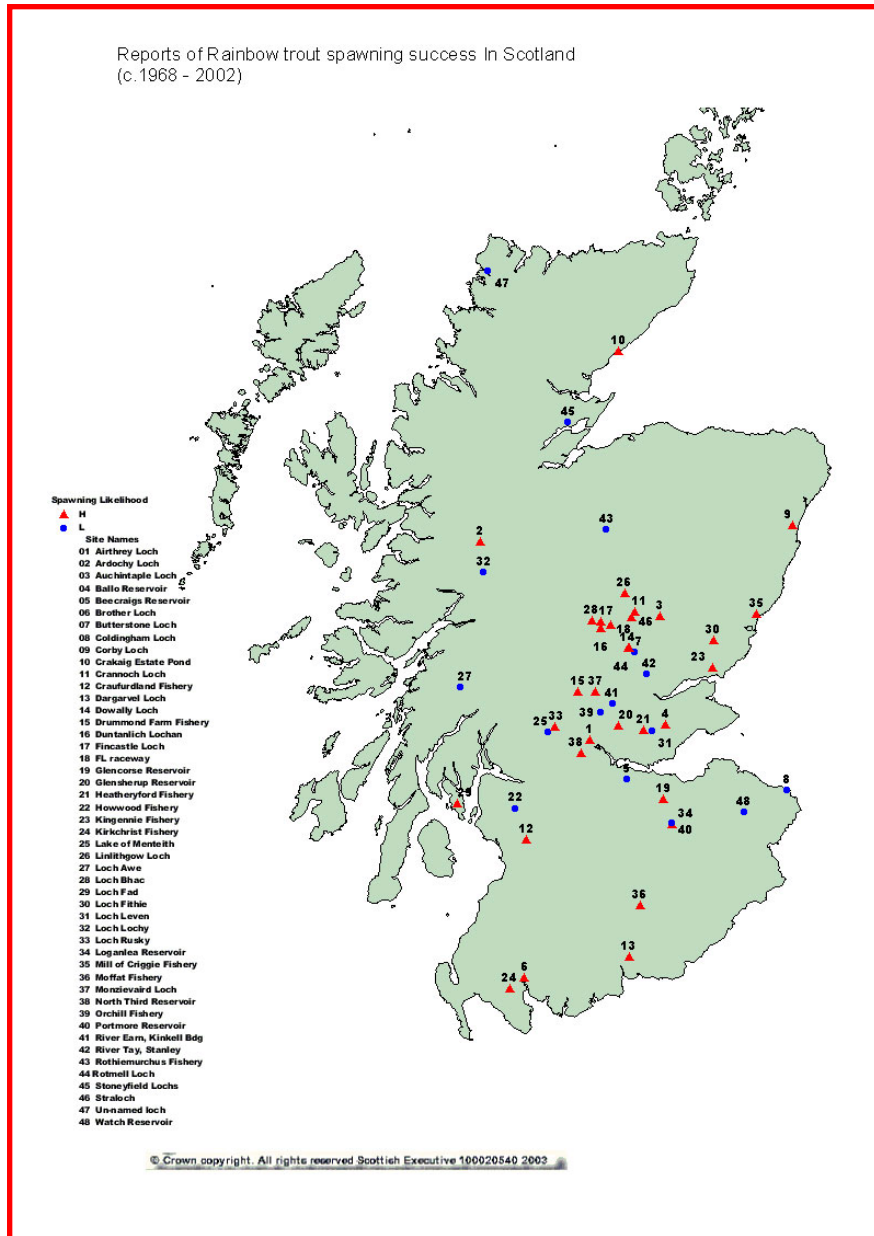 Reports of Rainbow trout spawning success In Scotland
(c.1968 - 2002)
47
10
45
43
9
2
32
26
11
3
35
28
17
18
46
30
16
14
7
44
42
23
27
15
37
41
39
25
33
1
20
21
4
31
38
5
19
8
22
34
48
29
12
40
36
13
6
24
Spawning Likelihood
H
L
Site Names
01 Airthrey Loch
02 Ardochy Loch
03 Auchintaple Loch
04 Ballo Reservoir
05 Beecraigs Reservoir
06 Brother Loch
07 Butterstone Loch
08 Coldingham Loch
09 Corby Loch
10 Crakaig Estate Pond
11 Crannoch Loch
12 Craufurdland Fishery
13 Dargarvel Loch
14 Dowally Loch
15 Drummond Farm Fishery
16 Duntanlich Lochan
17 Fincastle Loch
18 FL raceway
19 Glencorse Reservoir
20 Glensherup Reservoir
21 Heatheryford Fishery
22 Howwood Fishery
23 Kingennie Fishery
24 Kirkchrist Fishery
25 Lake of Menteith
26 Linlithgow Loch
27 Loch Awe
28 Loch Bhac
29 Loch Fad
30 Loch Fithie
31 Loch Leven
32 Loch Lochy
33 Loch Rusky
34 Loganlea Reservoir
35 Mill of Criggie Fishery
36 Moffat Fishery
37 Monzievaird Loch
38 North Third Reservoir
39 Orchill Fishery
40 Portmore Reservoir
41 River Earn, Kinkell Bdg
42 River Tay, Stanley
43 Rothiemurchus Fishery
44 Rotmell Loch
45 Stoneyfield Lochs
46 Straloch
47 Un-named loch
48 Watch Reservoir
© Crown copyright. All rights reserved Scottish Executive 100020540 2003